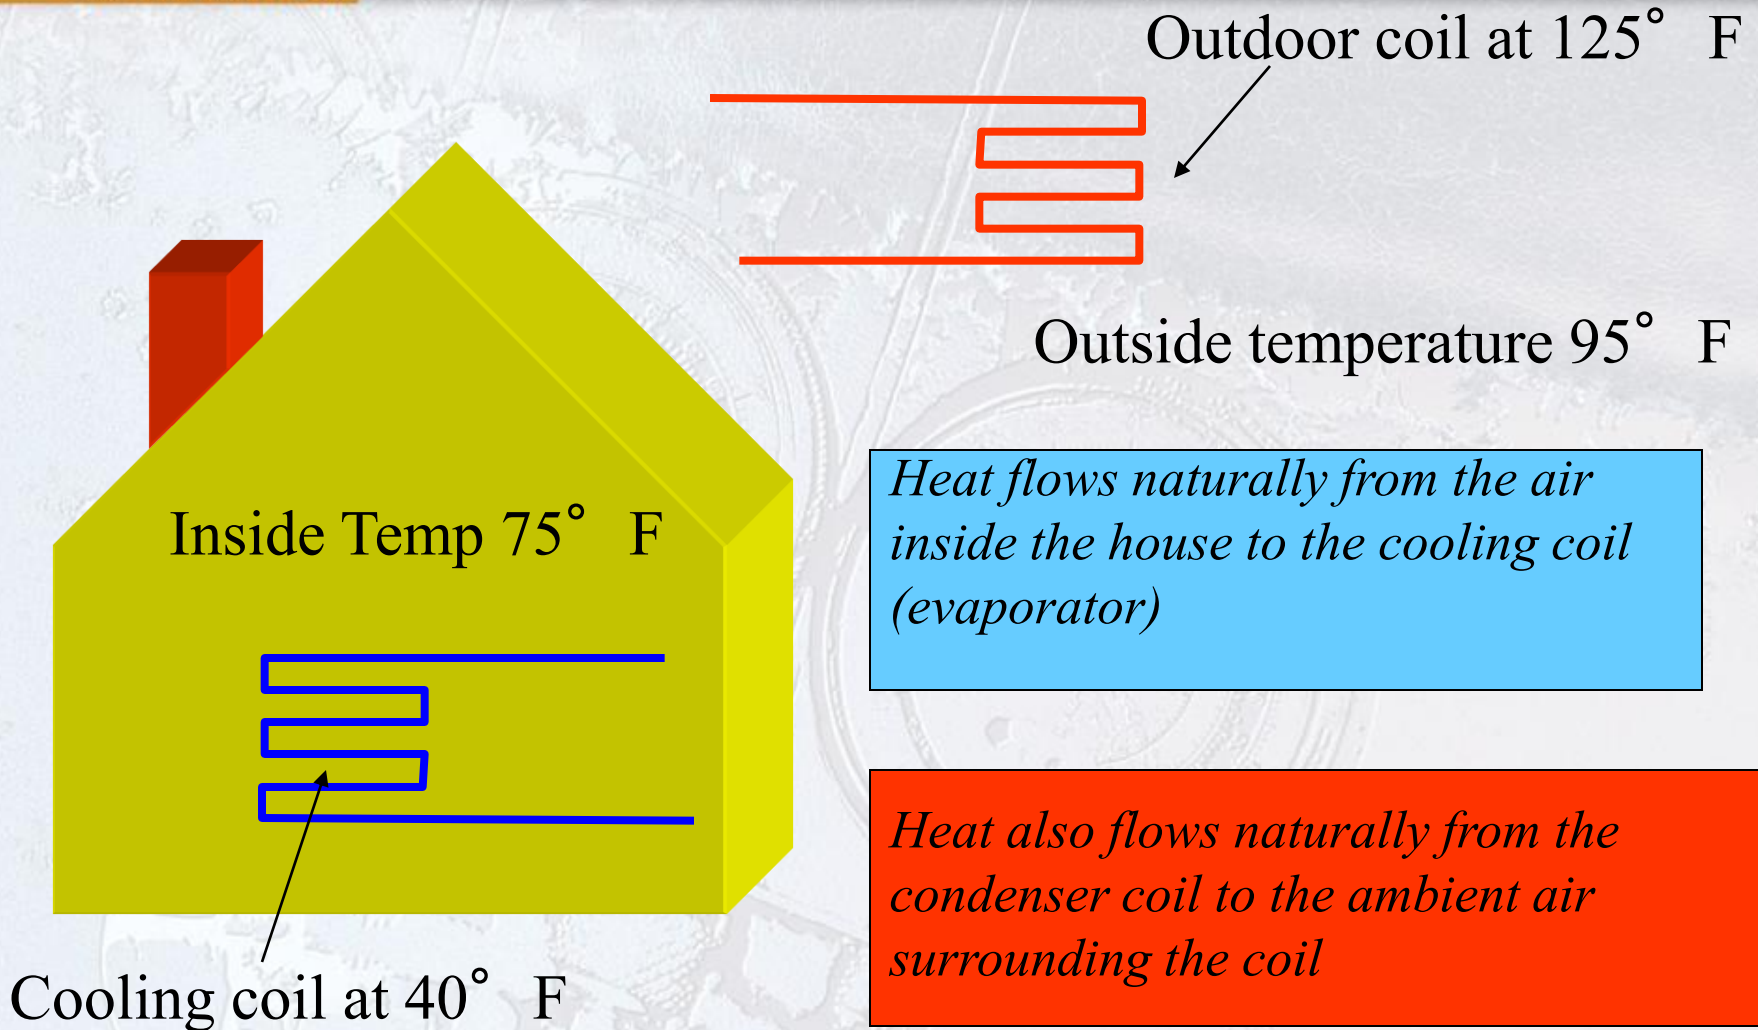 Outdoor coil at 125° F
Outside temperature 95° F
Inside Temp 75° F
Heat flows naturally from the air
inside the house to the cooling coil
(evaporator)
Heat also flows naturally from the
condenser coil to the ambient air
surrounding the coil
Cooling coil at 40° F